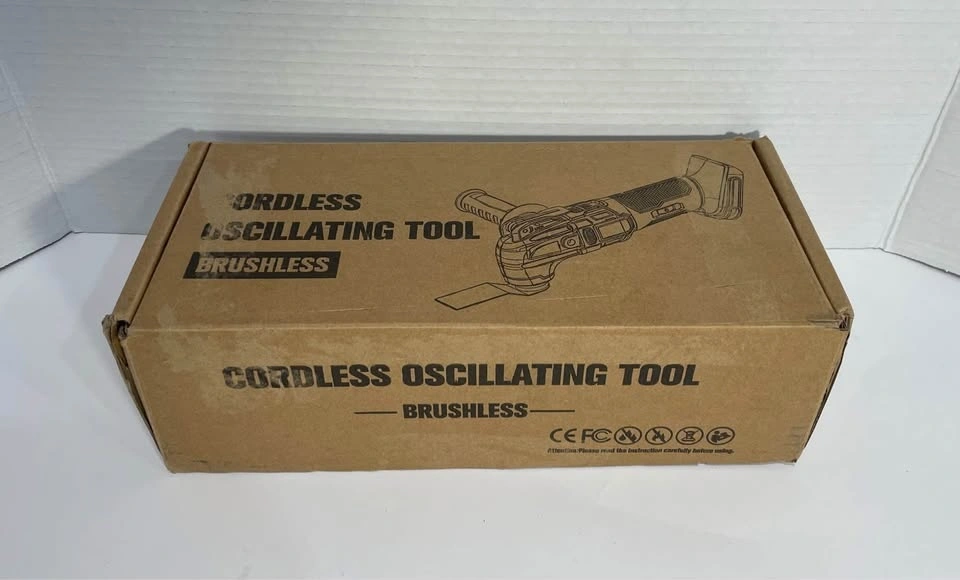 CORDLESS
OSCILLATING TOOL
BRUSHLESS
CORDLESS OSCILLATING TOOL
BRUSHLESS
CE FC
Attention:Please read the instruction carefully before using.